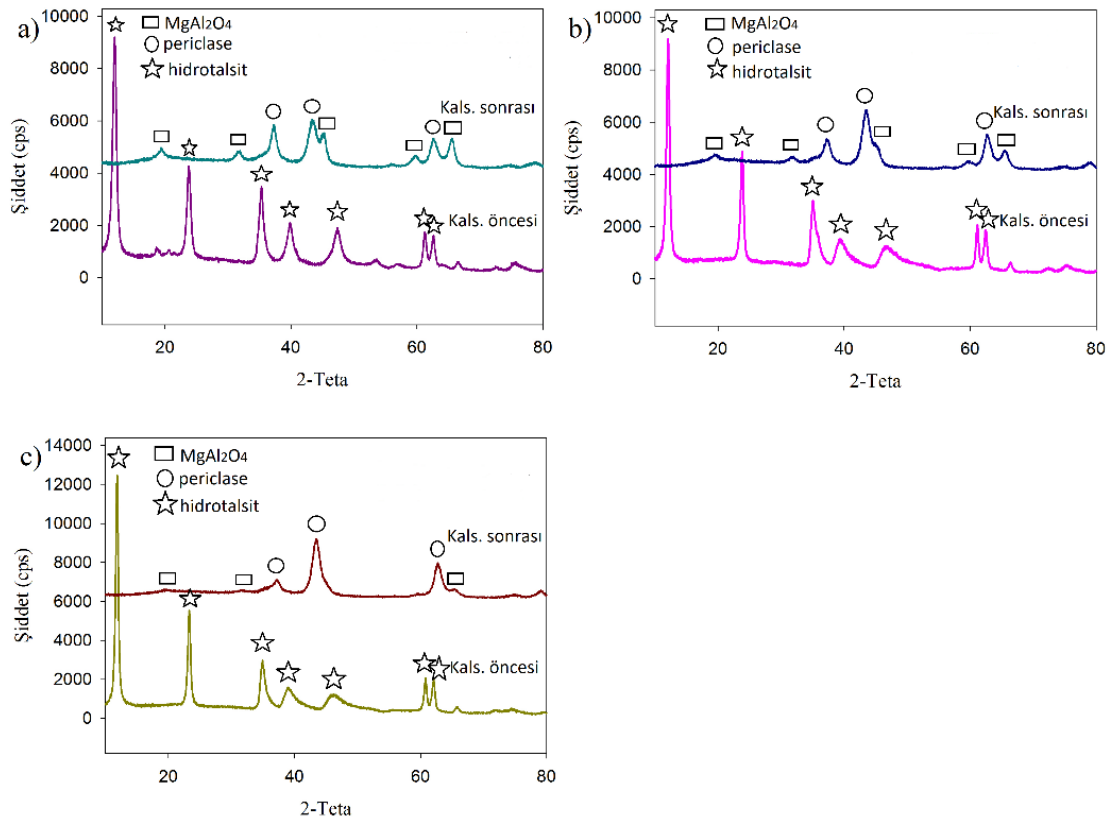 a)
10000
8000
6000
4000
2000
0
Şiddet (cps)
MgAl2O4
periclase
hidrotalsit
Kals. sonrası
Kals. öncesi
20
40
60
80
2-Teta
b)
10000
8000
6000
4000
2000
0
Şiddet (cps)
MgAl2O4
periclase
hidrotalsit
Kals. sonrası
Kals. öncesi
20
40
60
80
2-Teta
c)
14000
12000
10000
8000
6000
4000
2000
0
Şiddet (cps)
MgAl2O4
periclase
hidrotalsit
Kals. sonrası
Kals. öncesi
20
40
60
80
2-Teta